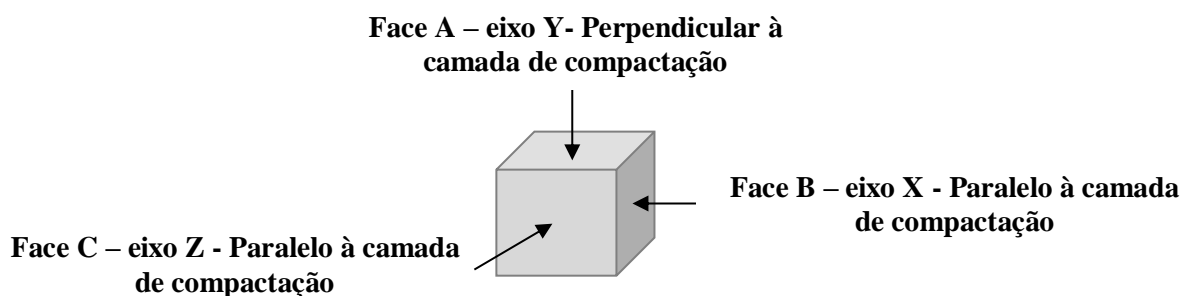 Face A – eixo Y- Perpendicular à
camada de compactação
Face B – eixo X - Paralelo à camada
de compactação
Face C – eixo Z - Paralelo à camada
de compactação